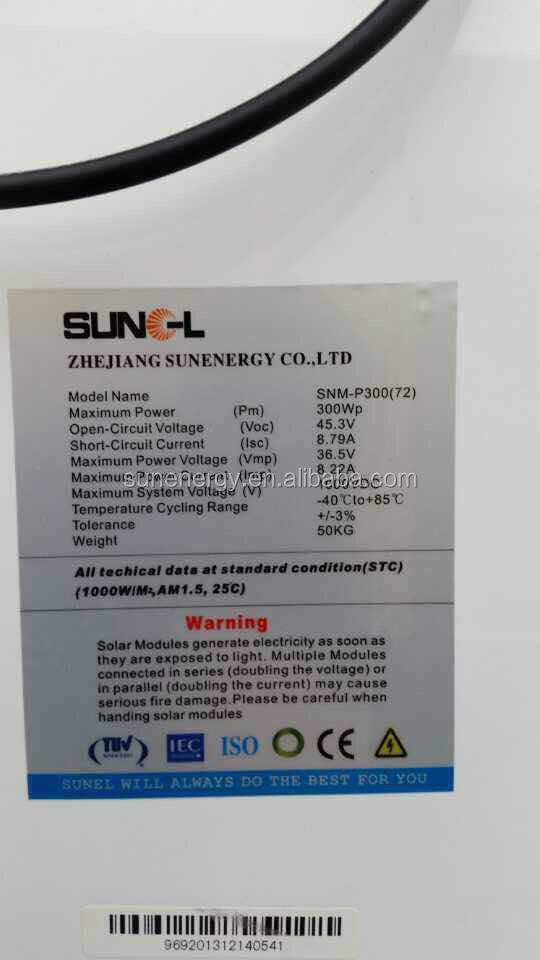 SUNEL
ZHEJIANG SUNENERGY CO.,LTD
Model Name SNM-P300(72)
Maximum Power (Pm) 300Wp
Open-Circuit Voltage (Voc) 45.3V
Short-Circuit Current (Isc) 8.79A
Maximum Power Voltage (Vmp) 36.5V
Maximum Power Current (Imp) 8.22A
sunenergy.en.alibaba.com
Maximum System Voltage (V) 1000VDC
Temperature Cycling Range -40℃to+85℃
Tolerance +/-3%
Weight 50KG
All techical data at standard condition(STC)
(1000W/M²,AM1.5, 25C)
Warning
Solar Modules generate electricity as soon as
they are exposed to light. Multiple Modules
connected in series (doubling the voltage) or
in parallel (doubling the current) may cause
serious fire damage.Please be careful when
handing solar modules
TUV IEC ISO CE
SUNEL WILL ALWAYS DO THE BEST FOR YOU
969201312140541